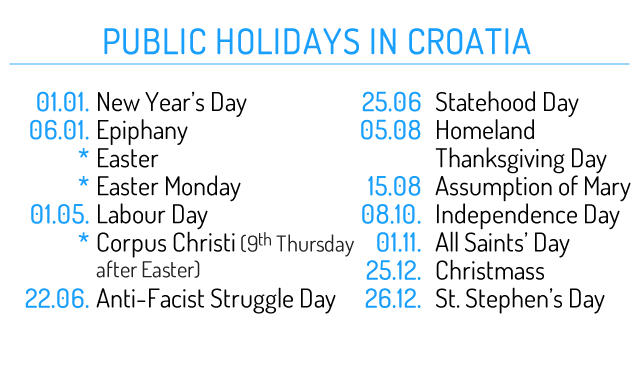 PUBLIC HOLIDAYS IN CROATIA
01.01. New Year's Day
06.01. Epiphany
* Easter
* Easter Monday
01.05. Labour Day
* Corpus Christi (9th Thursday
after Easter)
22.06. Anti-Facist Struggle Day
25.06 Statehood Day
05.08 Homeland
Thanksgiving Day
15.08 Assumption of Mary
08.10. Independence Day
01.11. All Saints' Day
25.12. Christmass
26.12. St. Stephen's Day